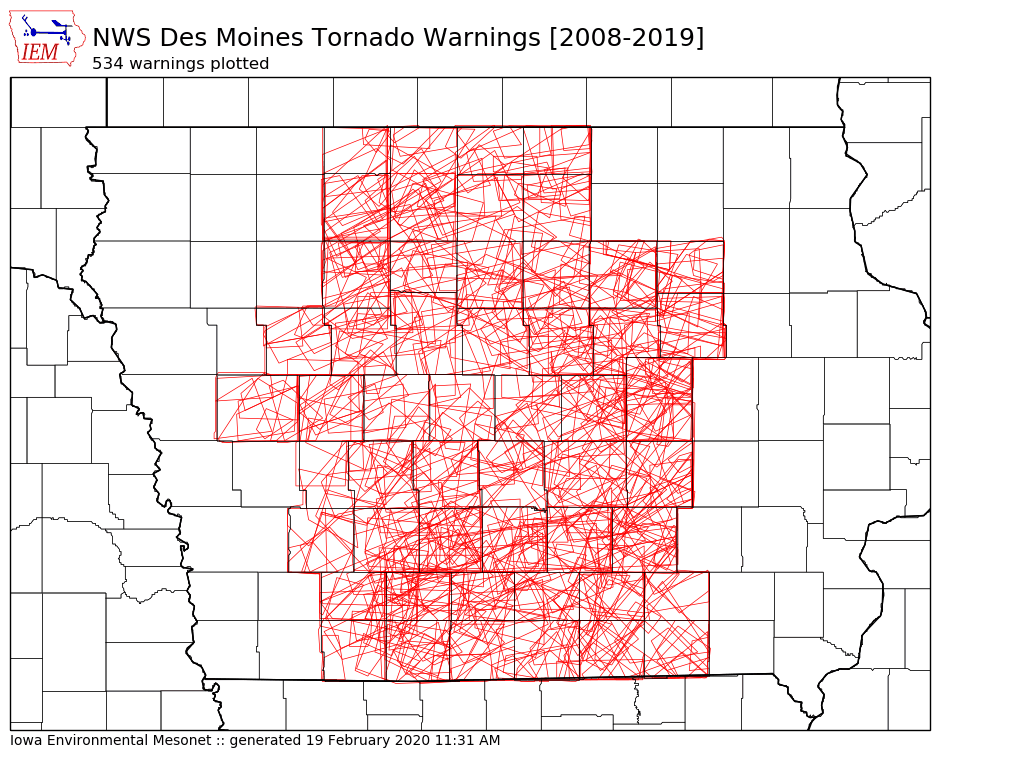 IEM
NWS Des Moines Tornado Warnings [2008-2019]
534 warnings plotted
Iowa Environmental Mesonet :: generated 19 February 2020 11:31 AM